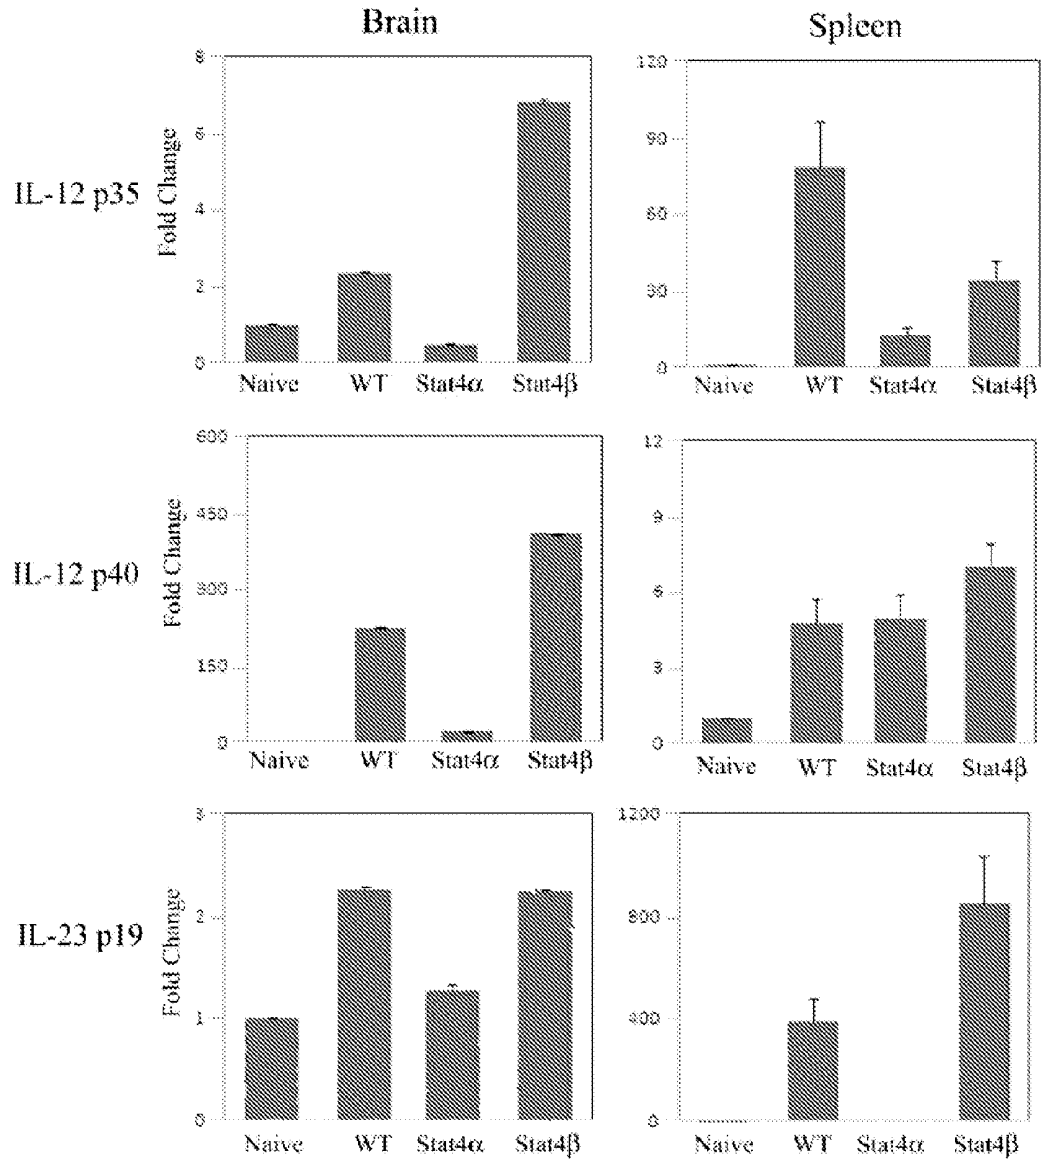 Brain
Spleen
IL-12 p35
Fold Change
8
6
4
2
0
Naive WT Stat4α Stat4β
120
90
60
30
0
Naive WT Stat4α Stat4β
IL-12 p40
Fold Change
600
450
300
150
0
Naive WT Stat4α Stat4β
12
9
6
3
0
Naive WT Stat4α Stat4β
IL-23 p19
Fold Change
3
2
1
0
Naive WT Stat4α Stat4β
1200
800
400
0
Naive WT Stat4α Stat4β